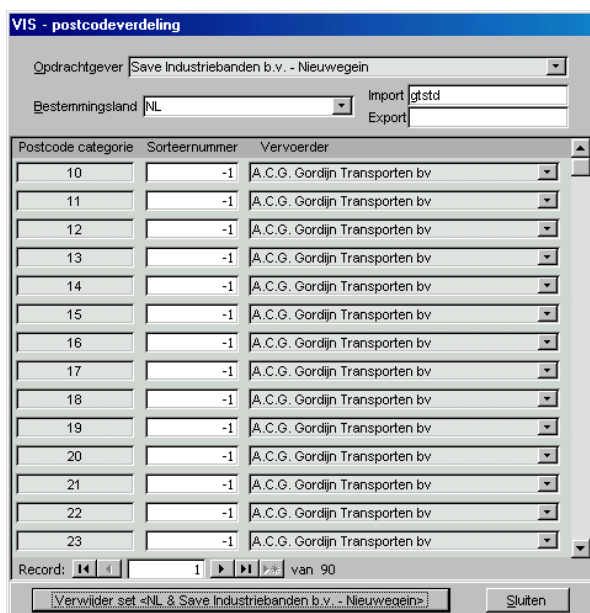 VIS - postcodeverdeling
Opdrachtgever Save Industriebanden b.v. - Nieuwegein
Bestemmingsland NL
Import gtstd
Export
Postcode categorie Sorteernummer Vervoerder
10 -1 A.C.G. Gordijn Transporten bv
11 -1 A.C.G. Gordijn Transporten bv
12 -1 A.C.G. Gordijn Transporten bv
13 -1 A.C.G. Gordijn Transporten bv
14 -1 A.C.G. Gordijn Transporten bv
15 -1 A.C.G. Gordijn Transporten bv
16 -1 A.C.G. Gordijn Transporten bv
17 -1 A.C.G. Gordijn Transporten bv
18 -1 A.C.G. Gordijn Transporten bv
19 -1 A.C.G. Gordijn Transporten bv
20 -1 A.C.G. Gordijn Transporten bv
21 -1 A.C.G. Gordijn Transporten bv
22 -1 A.C.G. Gordijn Transporten bv
23 -1 A.C.G. Gordijn Transporten bv
Record: 1 van 90
Verwijder set <NL & Save Industriebanden b.v. - Nieuwegein> Sluiten